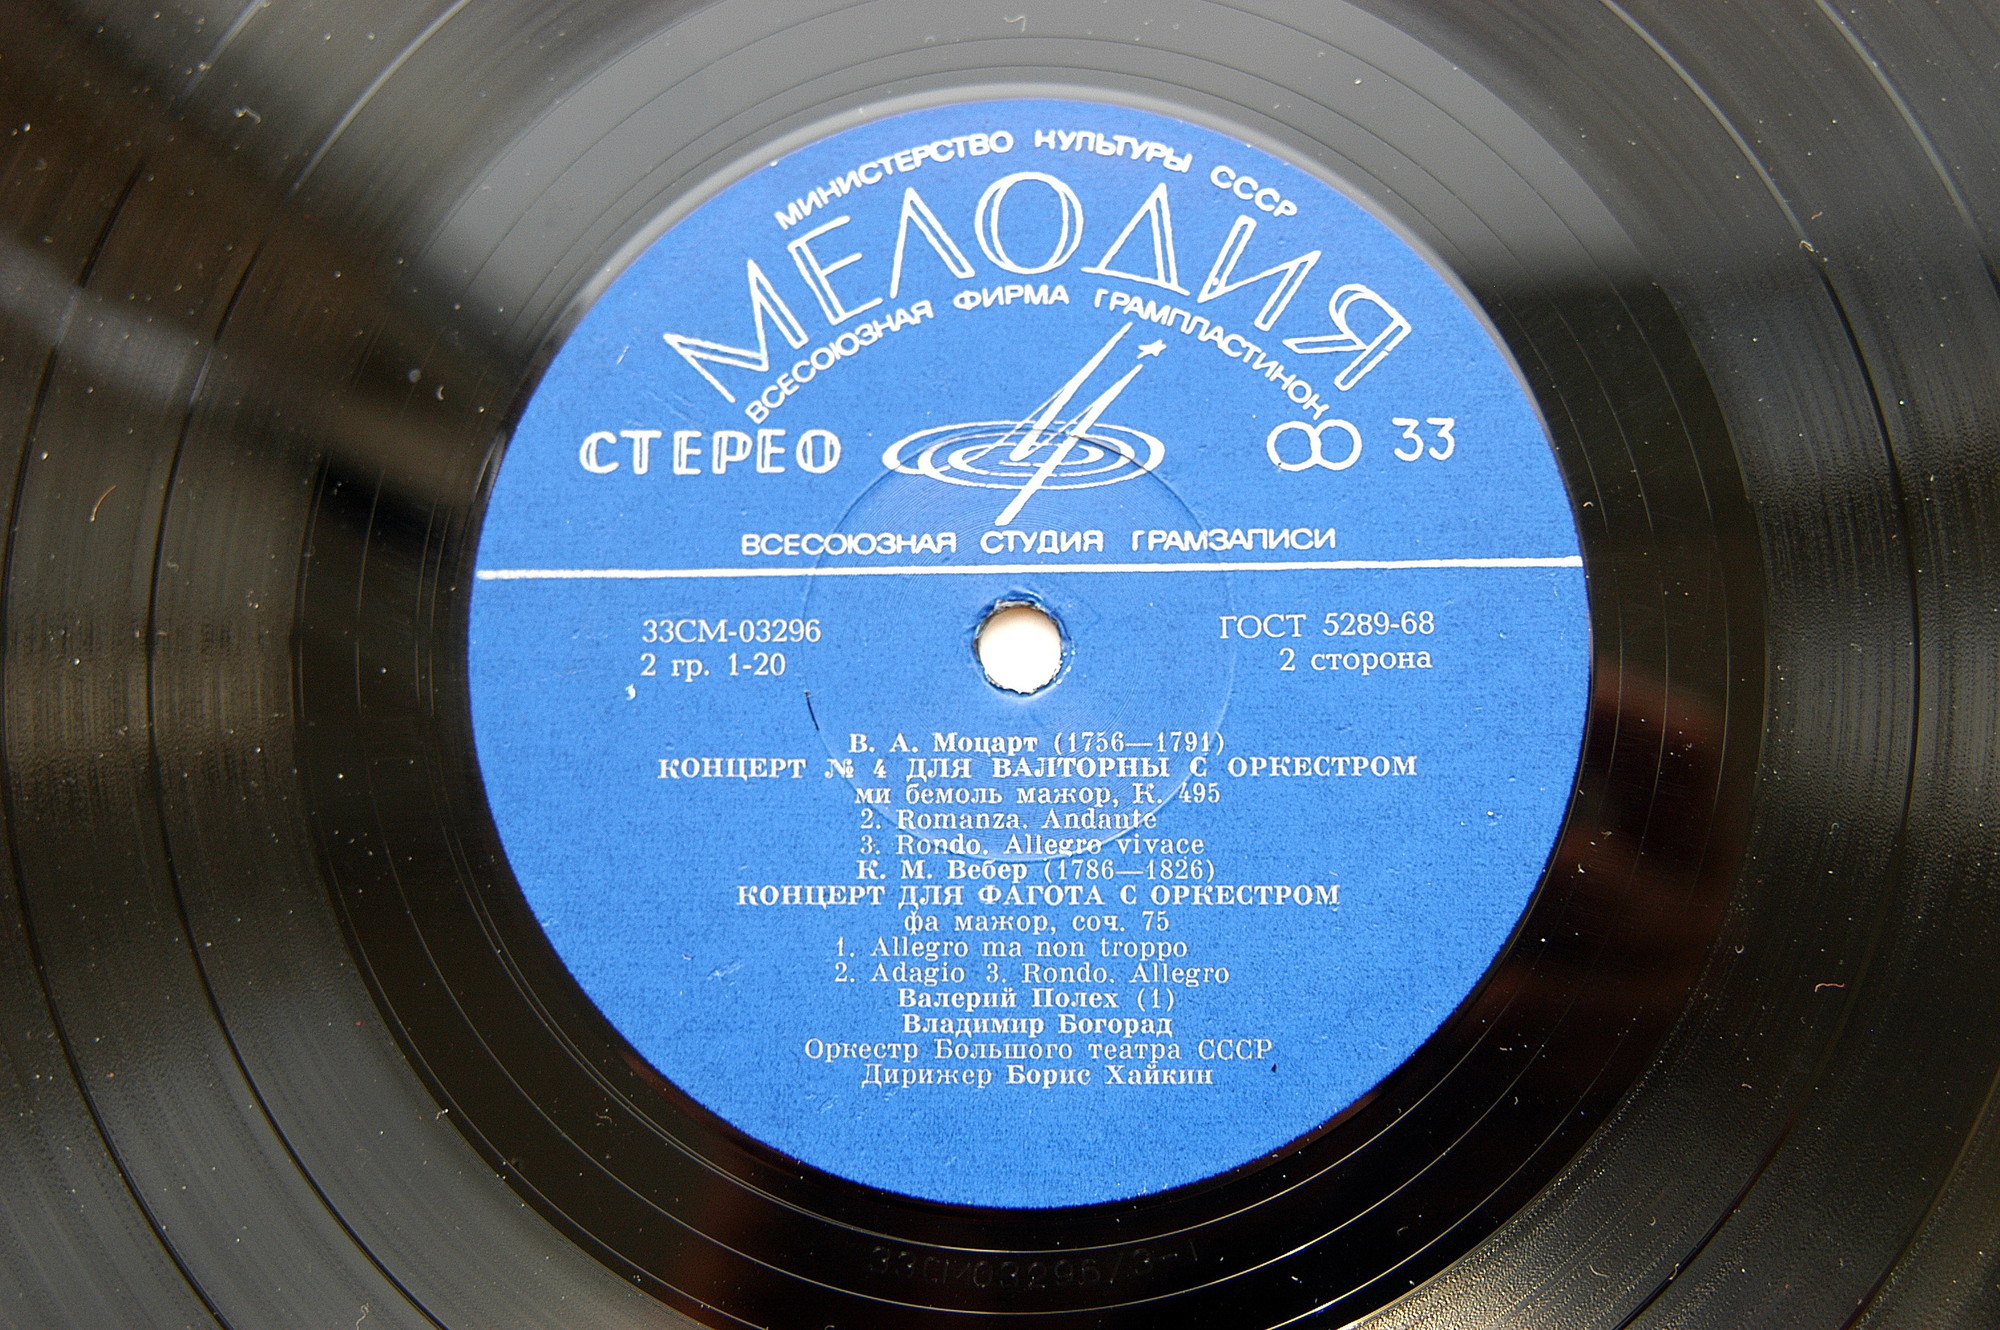 МИНИСТЕРСТВО КУЛЬТУРЫ СССР
МЕЛОДИЯ
ВСЕСОЮЗНАЯ ФИРМА ГРАМПЛАСТИНОК
СТЕРЕО 33
ВСЕСОЮЗНАЯ СТУДИЯ ГРАМЗАПИСИ
33СМ-03296 ГОСТ 5289-68
2 гр. 1-20 2 сторона
В. А. Моцарт (1756—1791)
КОНЦЕРТ № 4 ДЛЯ ВАЛТОРНЫ С ОРКЕСТРОМ
ми бемоль мажор, К. 495
2. Romanza. Andante
3. Rondo. Allegro vivace
К. М. Вебер (1786—1826)
КОНЦЕРТ ДЛЯ ФАГОТА С ОРКЕСТРОМ
фа мажор, соч. 75
1. Allegro ma non troppo
2. Adagio 3. Rondo. Allegro
Валерий Полех (1)
Владимир Богорад
Оркестр Большого театра СССР
Дирижер Борис Хайкин
33СМ03296/3-1